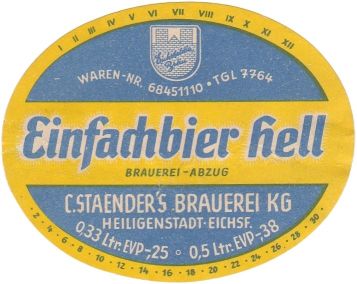 I II III IV V VI VII VIII IX X XI XII
WAREN-NR. 68451110 • TGL 7764
Einfachbier hell
BRAUEREI-ABZUG
C. STAENDER'S BRAUEREI KG
HEILIGENSTADT-EICHSF.
0,33 Ltr. EVP -,25 ○ 0,5 Ltr. EVP -,38
• 2 • 4 • 6 • 8 • 10 • 12 • 14 • 16 • 18 • 20 • 22 • 24 • 26 • 28 • 30 •